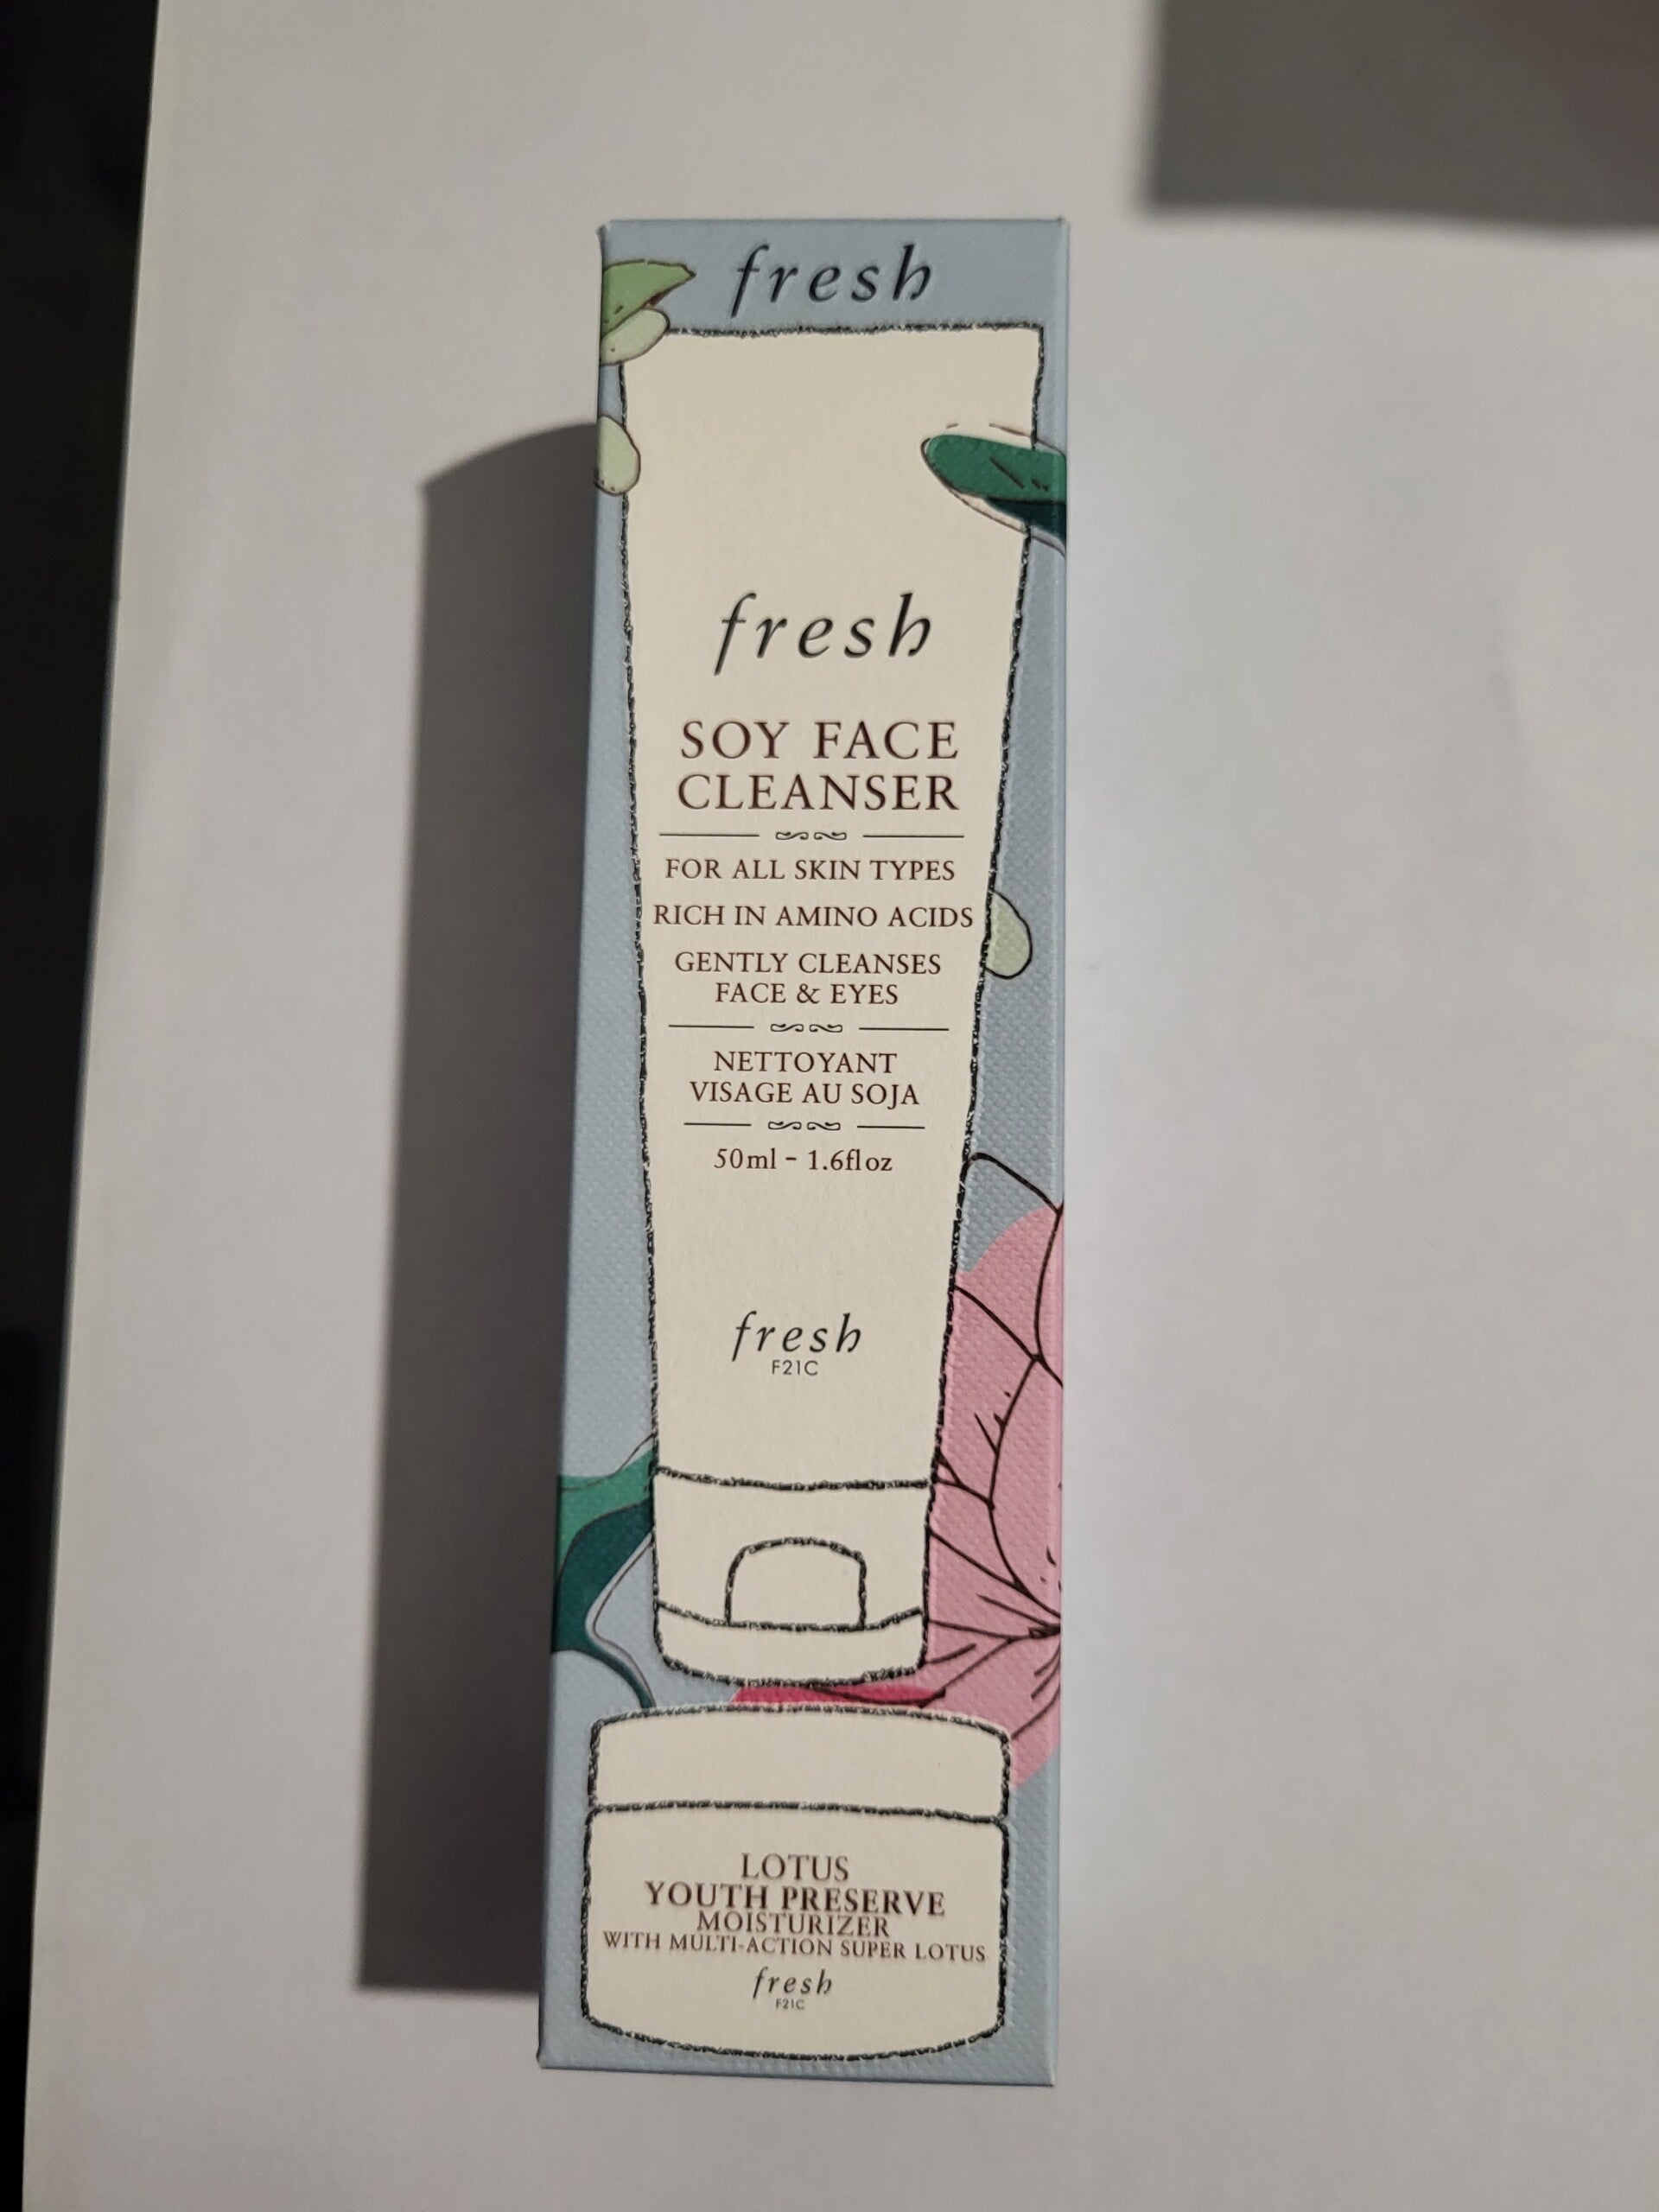 fresh
fresh
SOY FACE
CLEANSER
FOR ALL SKIN TYPES
RICH IN AMINO ACIDS
GENTLY CLEANSES
FACE & EYES
NETTOYANT
VISAGE AU SOJA
50ml - 1.6fl oz
fresh
F21C
LOTUS
YOUTH PRESERVE
MOISTURIZER
WITH MULTI-ACTION SUPER LOTUS
fresh
F21C